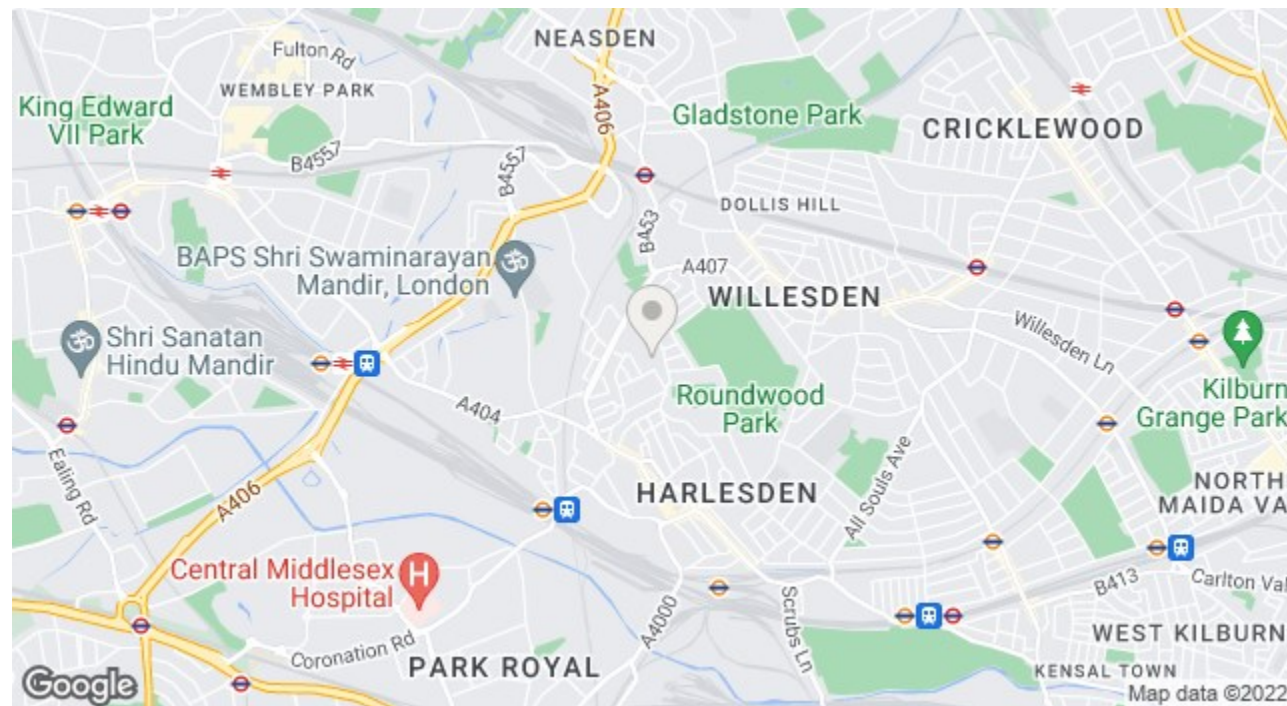 NEASDEN
Fulton Rd
WEMBLEY PARK
King Edward
VII Park
A406
Gladstone Park
CRICKLEWOOD
B4557
B4557
DOLLIS HILL
B453
BAPS Shri Swaminarayan
Mandir, London
A407
WILLESDEN
Shri Sanatan
Hindu Mandir
Willesden Ln
Kilburn
Grange Park
Roundwood
Park
A404
Ealing Rd
A406
HARLESDEN
All Souls Ave
NORTH
MAIDA VA
Central Middlesex
Hospital
H
B413
Carlton Val
A4000
Scrubs Ln
Coronation Rd
PARK ROYAL
WEST KILBURN
KENSAL TOWN
Google
Map data ©2022